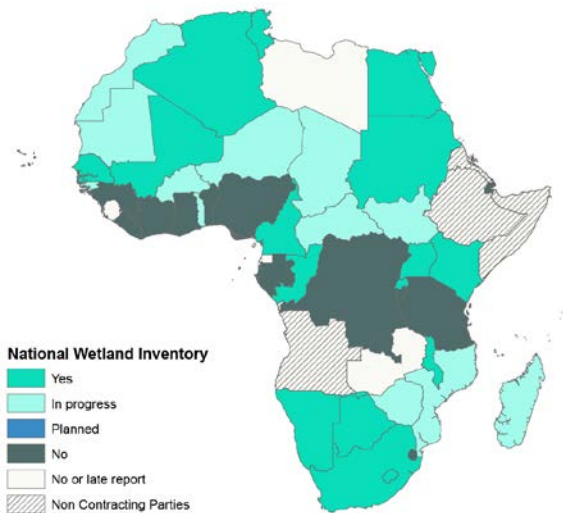 National Wetland Inventory
Yes
In progress
Planned
No
No or late report
Non Contracting Parties